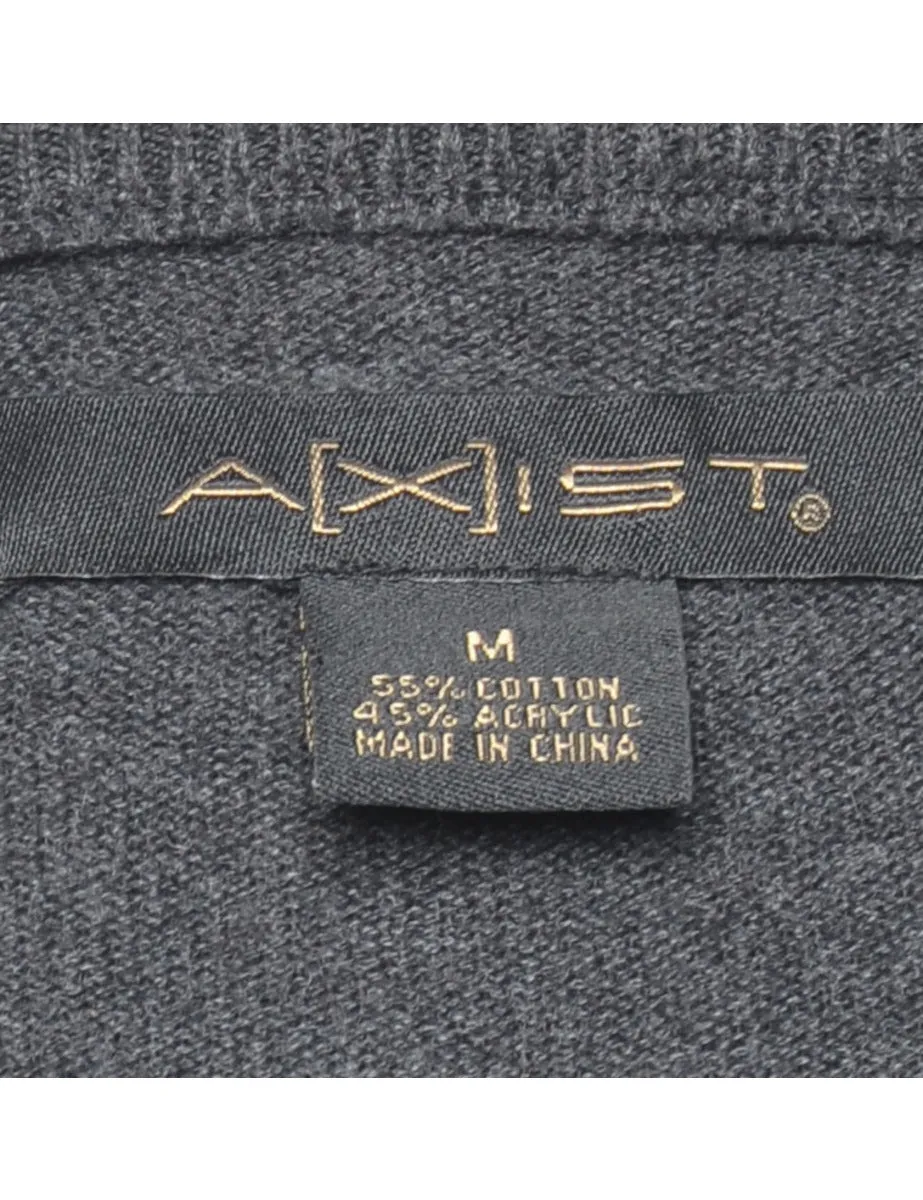 A[X]IST®
M
55% COTTON
45% ACRYLIC
MADE IN CHINA